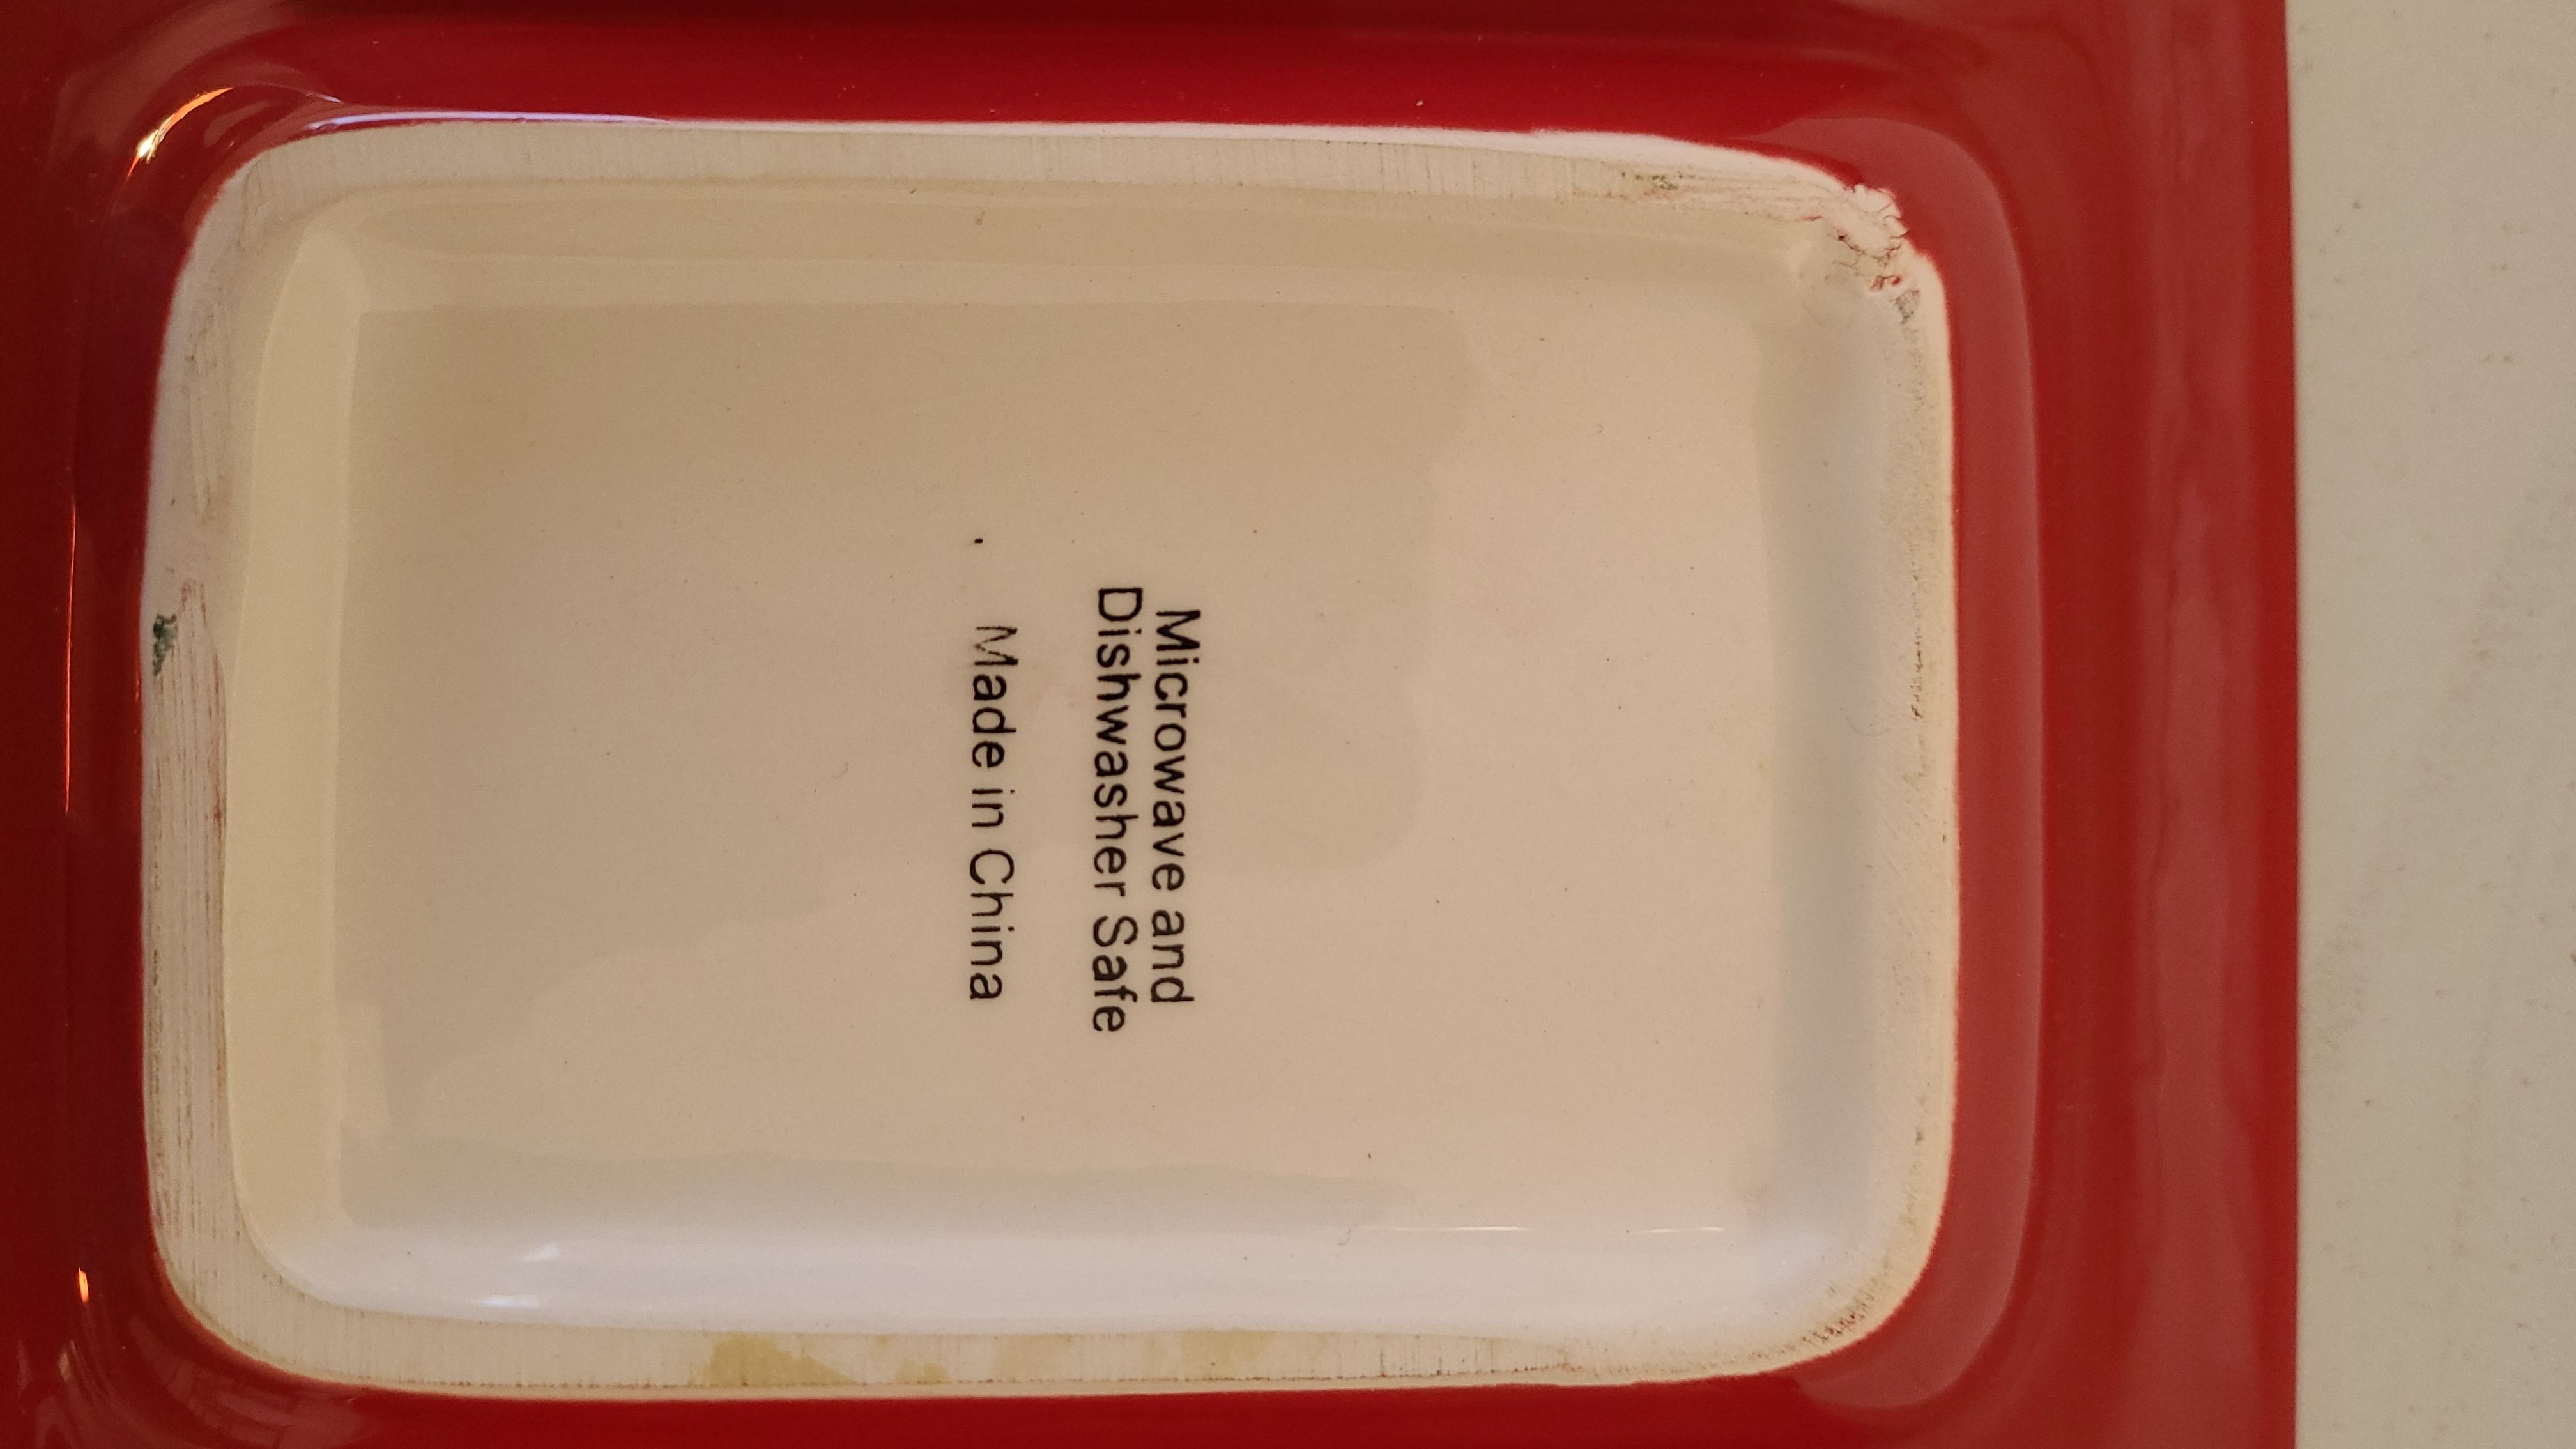 Microwave and
Dishwasher Safe
Made in China